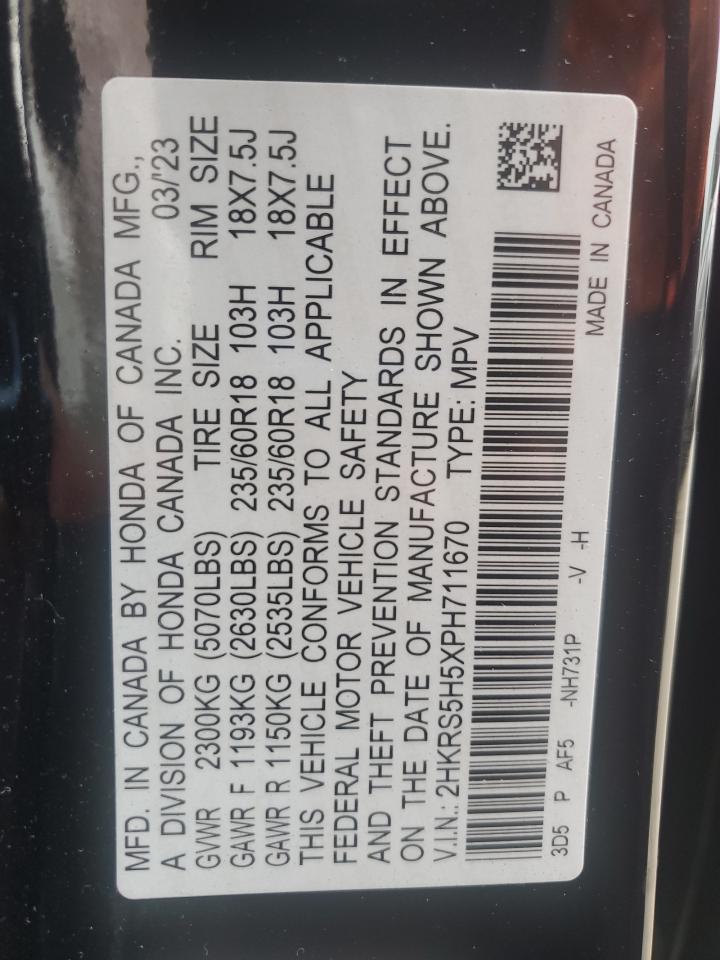 MFD. IN CANADA BY HONDA OF CANADA MFG.,
A DIVISION OF HONDA CANADA INC. 03/'23
GVWR 2300KG (5070LBS) TIRE SIZE RIM SIZE
GAWR F 1193KG (2630LBS) 235/60R18 103H 18X7.5J
GAWR R 1150KG (2535LBS) 235/60R18 103H 18X7.5J
THIS VEHICLE CONFORMS TO ALL APPLICABLE
FEDERAL MOTOR VEHICLE SAFETY
AND THEFT PREVENTION STANDARDS IN EFFECT
ON THE DATE OF MANUFACTURE SHOWN ABOVE.
V.I.N.: 2HKRS5H5XPH711670 TYPE: MPV
3D5 P AF5 -NH731P -V -H
MADE IN CANADA